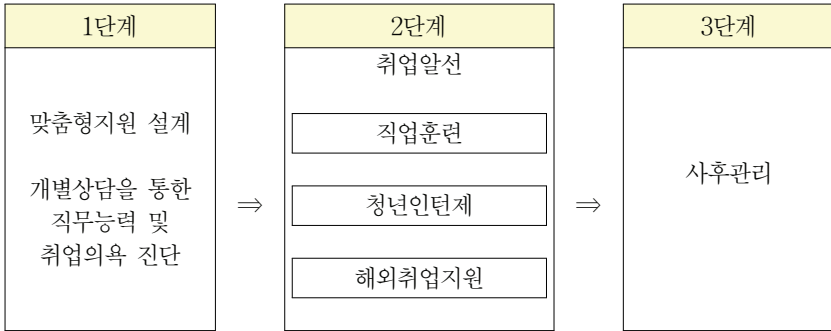 1단계
맞춤형지원 설계
개별상담을 통한
직무능력 및
취업의욕 진단
⇒
2단계
취업알선
직업훈련
청년인턴제
해외취업지원
⇒
3단계
사후관리